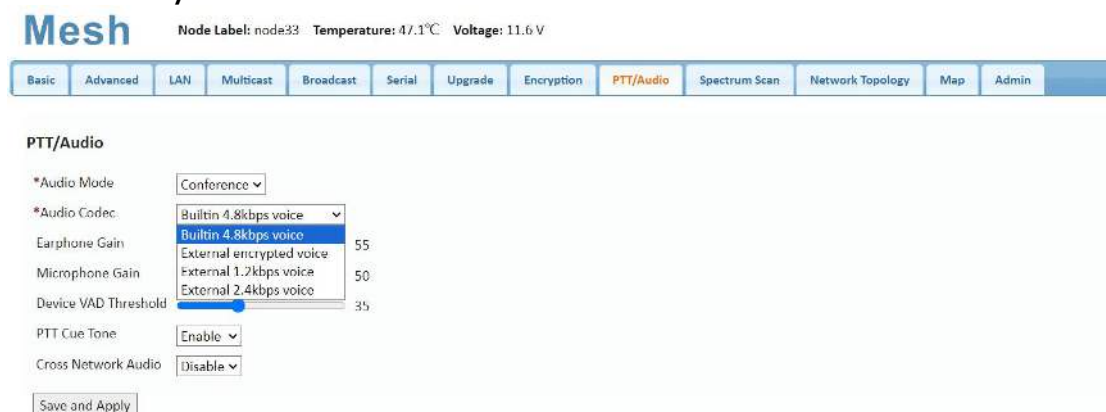 Mesh Node Label: node33 Temperature: 47.1°C Voltage: 11.6 V
Basic Advanced LAN Multicast Broadcast Serial Upgrade Encryption PTT/Audio Spectrum Scan Network Topology Map Admin
PTT/Audio
*Audio Mode Conference
*Audio Codec Builtin 4.8kbps voice
Builtin 4.8kbps voice
Earphone Gain External encrypted voice 55
Microphone Gain External 1.2kbps voice 50
External 2.4kbps voice
Device VAD Threshold 35
PTT Cue Tone Enable
Cross Network Audio Disable
Save and Apply